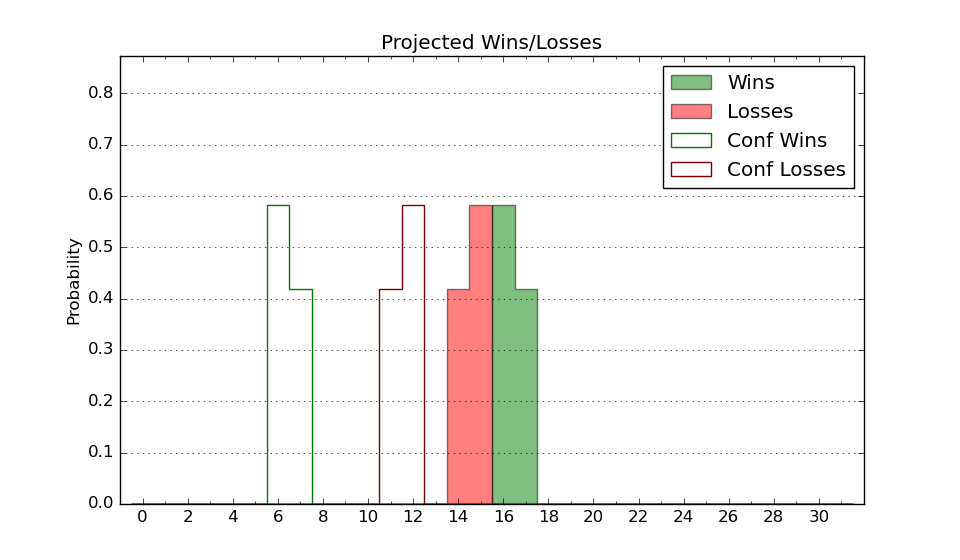 Projected Wins/Losses
Wins
Losses
Conf Wins
Conf Losses
Probability
0.8
0.7
0.6
0.5
0.4
0.3
0.2
0.1
0.0
0 2 4 6 8 10 12 14 16 18 20 22 24 26 28 30